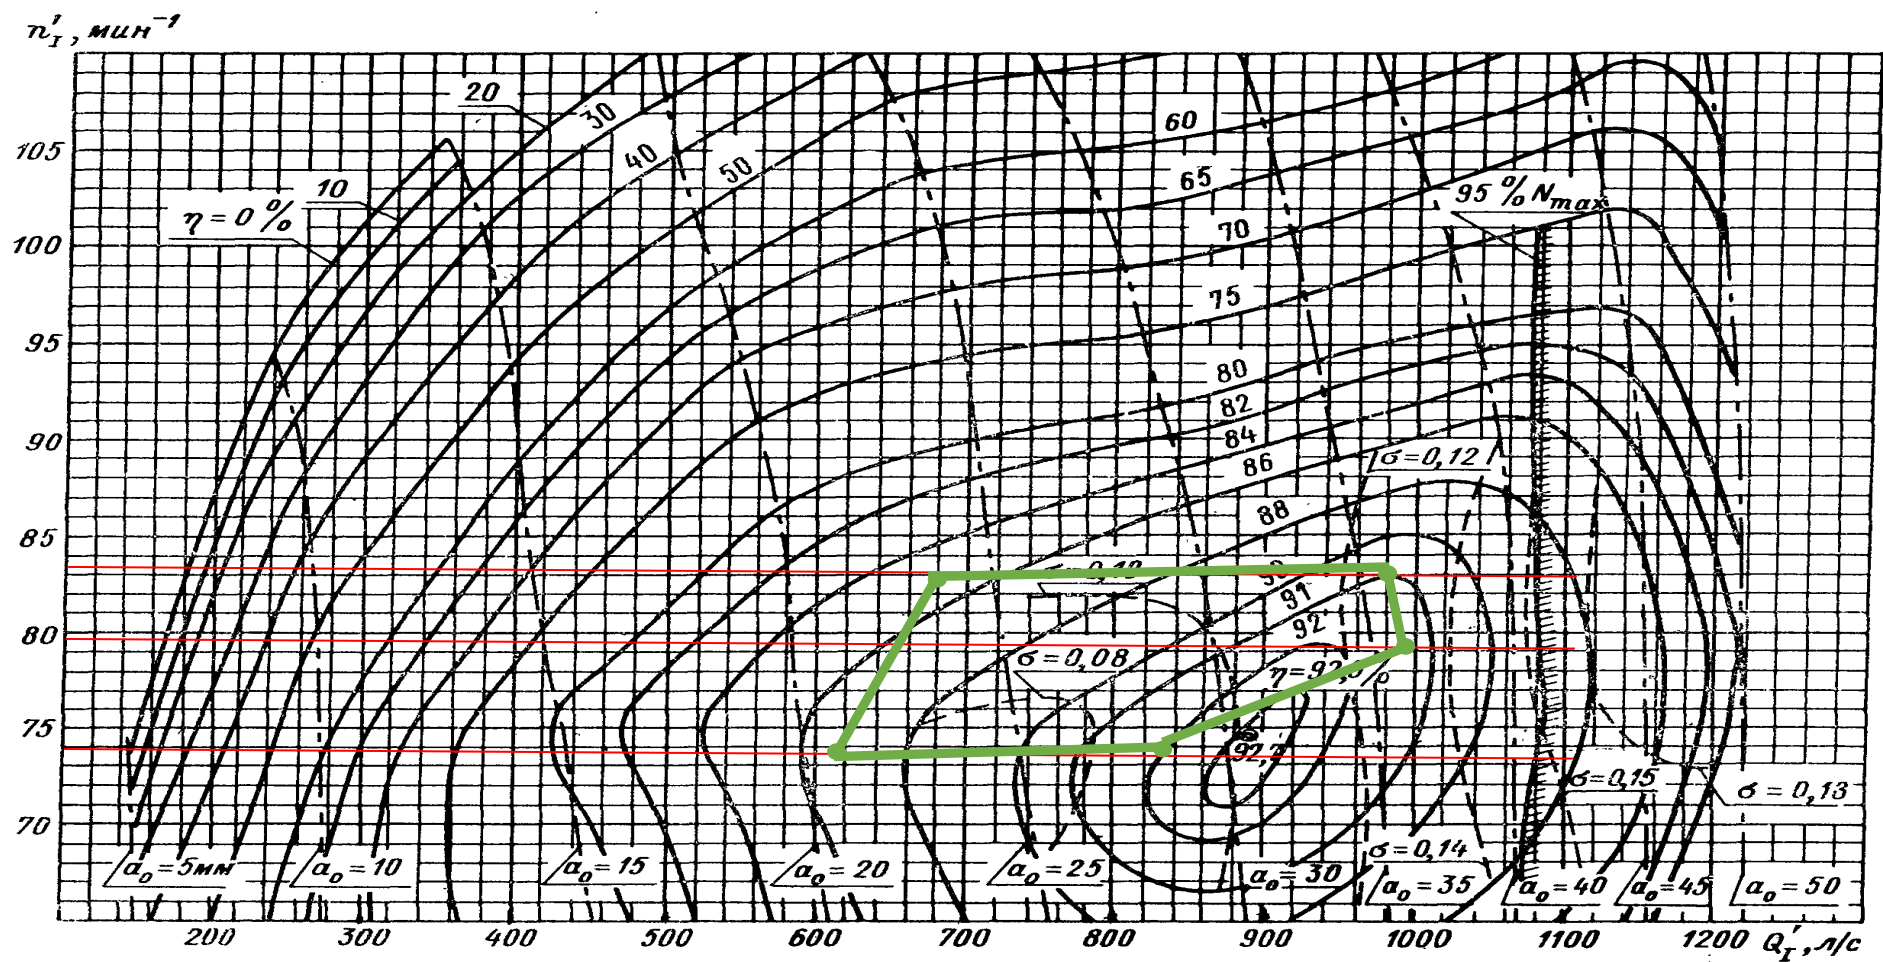 n'I, мин⁻¹
20
30
40
50
60
105
10
65
95 % Nmax
η = 0 %
70
100
75
95
80
82
90
84
σ=0,12
86
88
85
91
92
80
σ=0,08
75
σ=0,15
σ = 0,13
70
σ=0,14
a₀ = 5мм
a₀ = 10
a₀ = 15
a₀ = 20
a₀ = 25
a₀ = 30
a₀ = 35
a₀ = 40
a₀ = 45
a₀ = 50
200 300 400 500 600 700 800 900 1000 1100 1200 Q'I, л/с